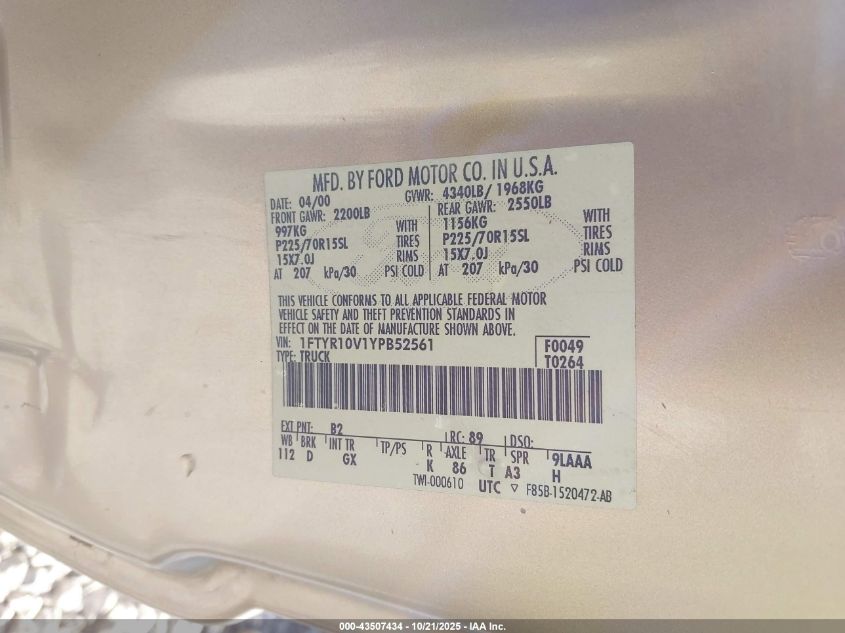 MFD. BY FORD MOTOR CO. IN U.S.A.
DATE: 04/00 GVWR: 4340LB/ 1968KG
FRONT GAWR: 2200LB REAR GAWR: 2550LB
997KG WITH 1156KG WITH
P225/70R15SL TIRES P225/70R15SL TIRES
15X7.0J RIMS 15X7.0J RIMS
AT 207 kPa/30 PSI COLD AT 207 kPa/30 PSI COLD
THIS VEHICLE CONFORMS TO ALL APPLICABLE FEDERAL MOTOR
VEHICLE SAFETY AND THEFT PREVENTION STANDARDS IN
EFFECT ON THE DATE OF MANUFACTURE SHOWN ABOVE.
VIN: 1FTYR10V1YPB52561 F0049
TYPE: TRUCK T0264
EXT PNT: B2 RC: 89 DSO:
WB BRK INT TR TP/PS R AXLE TR SPR 9LAAA
112 D GX K 86 T A3 H
TWI-000610 UTC ▽ F85B-1520472-AB
000-43507434 - 10/21/2025 - IAA Inc.